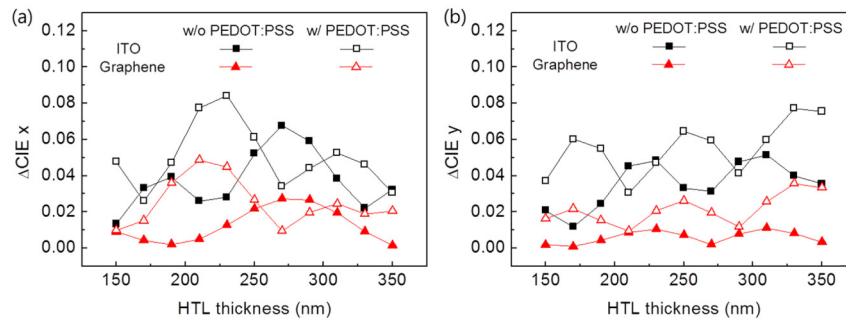 (a)
0.12
0.10
0.08
0.06
0.04
0.02
0.00
ΔCIE x
w/o PEDOT:PSS w/ PEDOT:PSS
ITO
Graphene
150 200 250 300 350
HTL thickness (nm)
(b)
0.12
0.10
0.08
0.06
0.04
0.02
0.00
ΔCIE y
w/o PEDOT:PSS w/ PEDOT:PSS
ITO
Graphene
150 200 250 300 350
HTL thickness (nm)